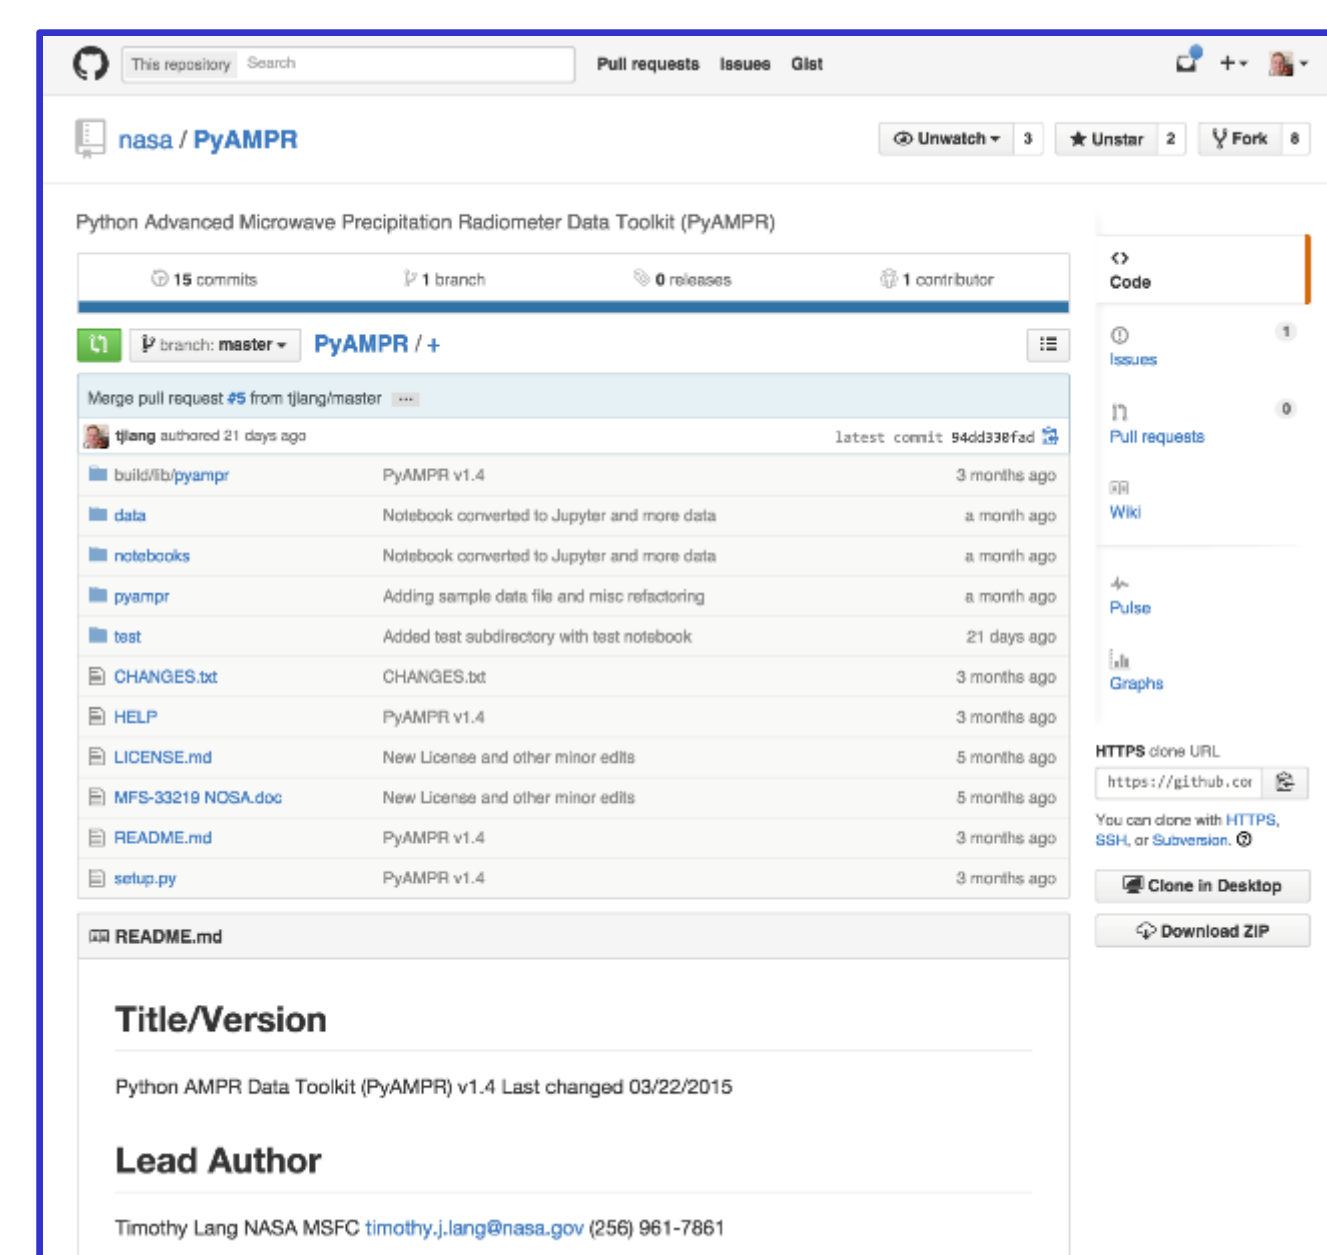 This repository Search Pull requests Issues Gist
nasa / PyAMPR Unwatch 3 Unstar 2 Fork 8
Python Advanced Microwave Precipitation Radiometer Data Toolkit (PyAMPR)
15 commits 1 branch 0 releases 1 contributor
branch: master PyAMPR / +
Merge pull request #5 from tjlang/master ...
tjlang authored 21 days ago latest commit 94dd330fad
build/lib/pyampr PyAMPR v1.4 3 months ago
data Notebook converted to Jupyter and more data a month ago
notebooks Notebook converted to Jupyter and more data a month ago
pyampr Adding sample data file and misc refactoring a month ago
test Added test subdirectory with test notebook 21 days ago
CHANGES.txt CHANGES.txt 3 months ago
HELP PyAMPR v1.4 3 months ago
LICENSE.md New License and other minor edits 5 months ago
MFS-33219 NOSA.doc New License and other minor edits 5 months ago
README.md PyAMPR v1.4 3 months ago
setup.py PyAMPR v1.4 3 months ago
README.md
Title/Version
Python AMPR Data Toolkit (PyAMPR) v1.4 Last changed 03/22/2015
Lead Author
Timothy Lang NASA MSFC timothy.j.lang@nasa.gov (256) 961-7861
Code
Issues 1
Pull requests 0
Wiki
Pulse
Graphs
HTTPS clone URL
https://github.cor
You can clone with HTTPS,
SSH, or Subversion.
Clone in Desktop
Download ZIP